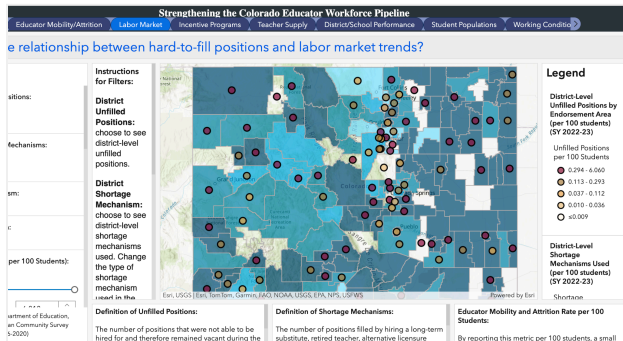 Strengthening the Colorado Educator Workforce Pipeline
Educator Mobility/Attrition
Labor Market
Incentive Programs
Teacher Supply
District/School Performance
Student Populations
Working Conditio
e relationship between hard-to-fill positions and labor market trends?
ositions:
Mechanisms:
sm:
:
per 100 Students):
artment of Education,
an Community Survey
6-2020)
Instructions
for Filters:
District
Unfilled
Positions:
choose to see
district-level
unfilled
positions.
District
Shortage
Mechanism:
choose to see
district-level
shortage
mechanisms
used. Change
the type of
shortage
mechanism
used in the
Colorado
Grand Junction
Pueblo
Esri, USGS | Esri, TomTom, Garmin, FAO, NOAA, USGS, EPA, NPS, USFWS
Powered by Esri
Legend
District-Level
Unfilled Positions by
Endorsement Area
(per 100 students)
(SY 2022-23)
Unfilled Positions
per 100 Students
0.294 - 6.060
0.113 - 0.293
0.037 - 0.112
0.010 - 0.036
≤0.009
District-Level
Shortage
Mechanisms Used
(per 100 students)
(SY 2022-23)
Shortage
Definition of Unfilled Positions:
The number of positions that were not able to be
hired for and therefore remained vacant during the
Definition of Shortage Mechanisms:
The number of positions filled by hiring a long-term
substitute, retired teacher, alternative licensure
Educator Mobility and Attrition Rate per 100
Students:
By reporting this metric per 100 students, a small